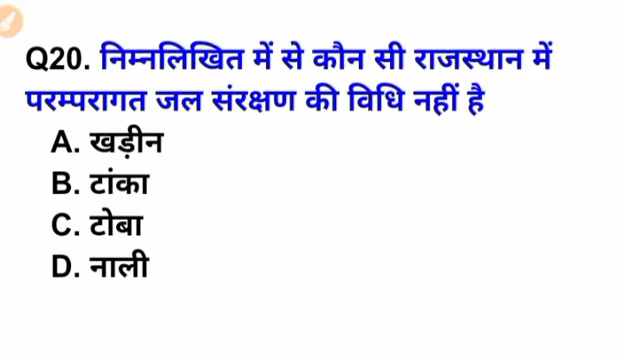 Q20. निम्नलिखित में से कौन सी राजस्थान में
परम्परागत जल संरक्षण की विधि नहीं है
A. खड़ीन
B. टांका
C. टोबा
D. नाली